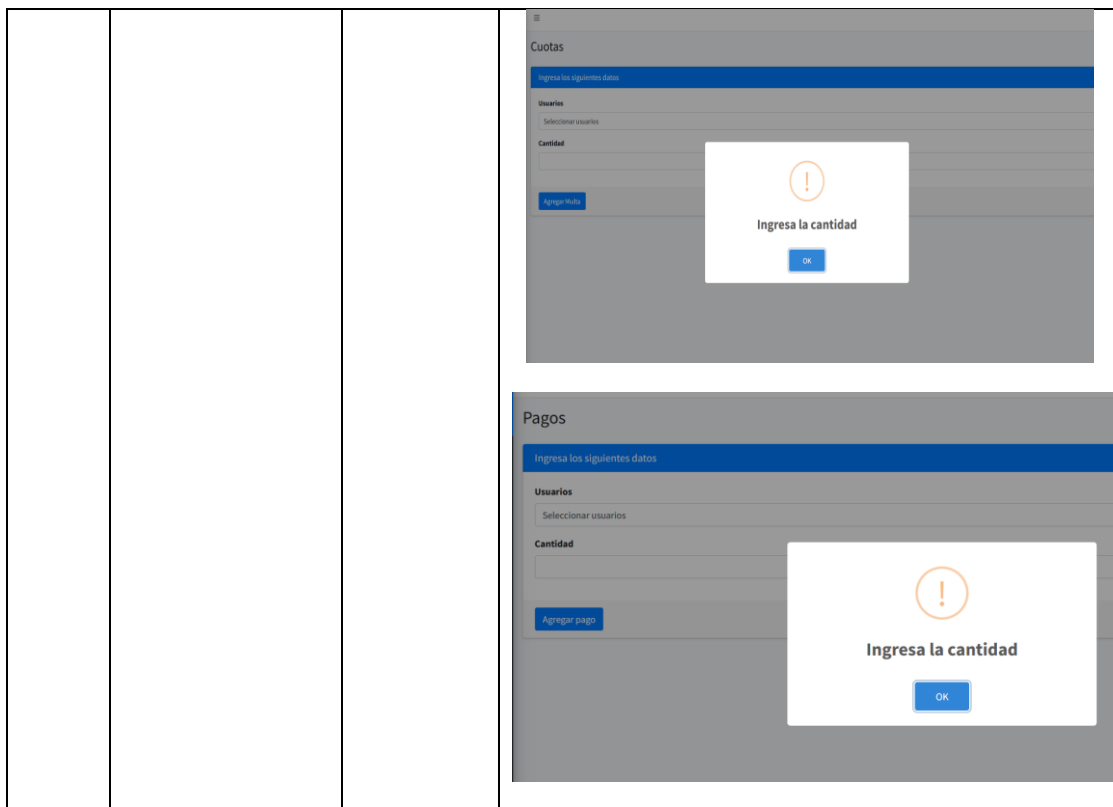 Cuotas
Ingresa los siguientes datos
Usuarios
Seleccionar usuarios
Cantidad
Agregar Multa
!
Ingresa la cantidad
OK
Pagos
Ingresa los siguientes datos
Usuarios
Seleccionar usuarios
Cantidad
Agregar pago
!
Ingresa la cantidad
OK